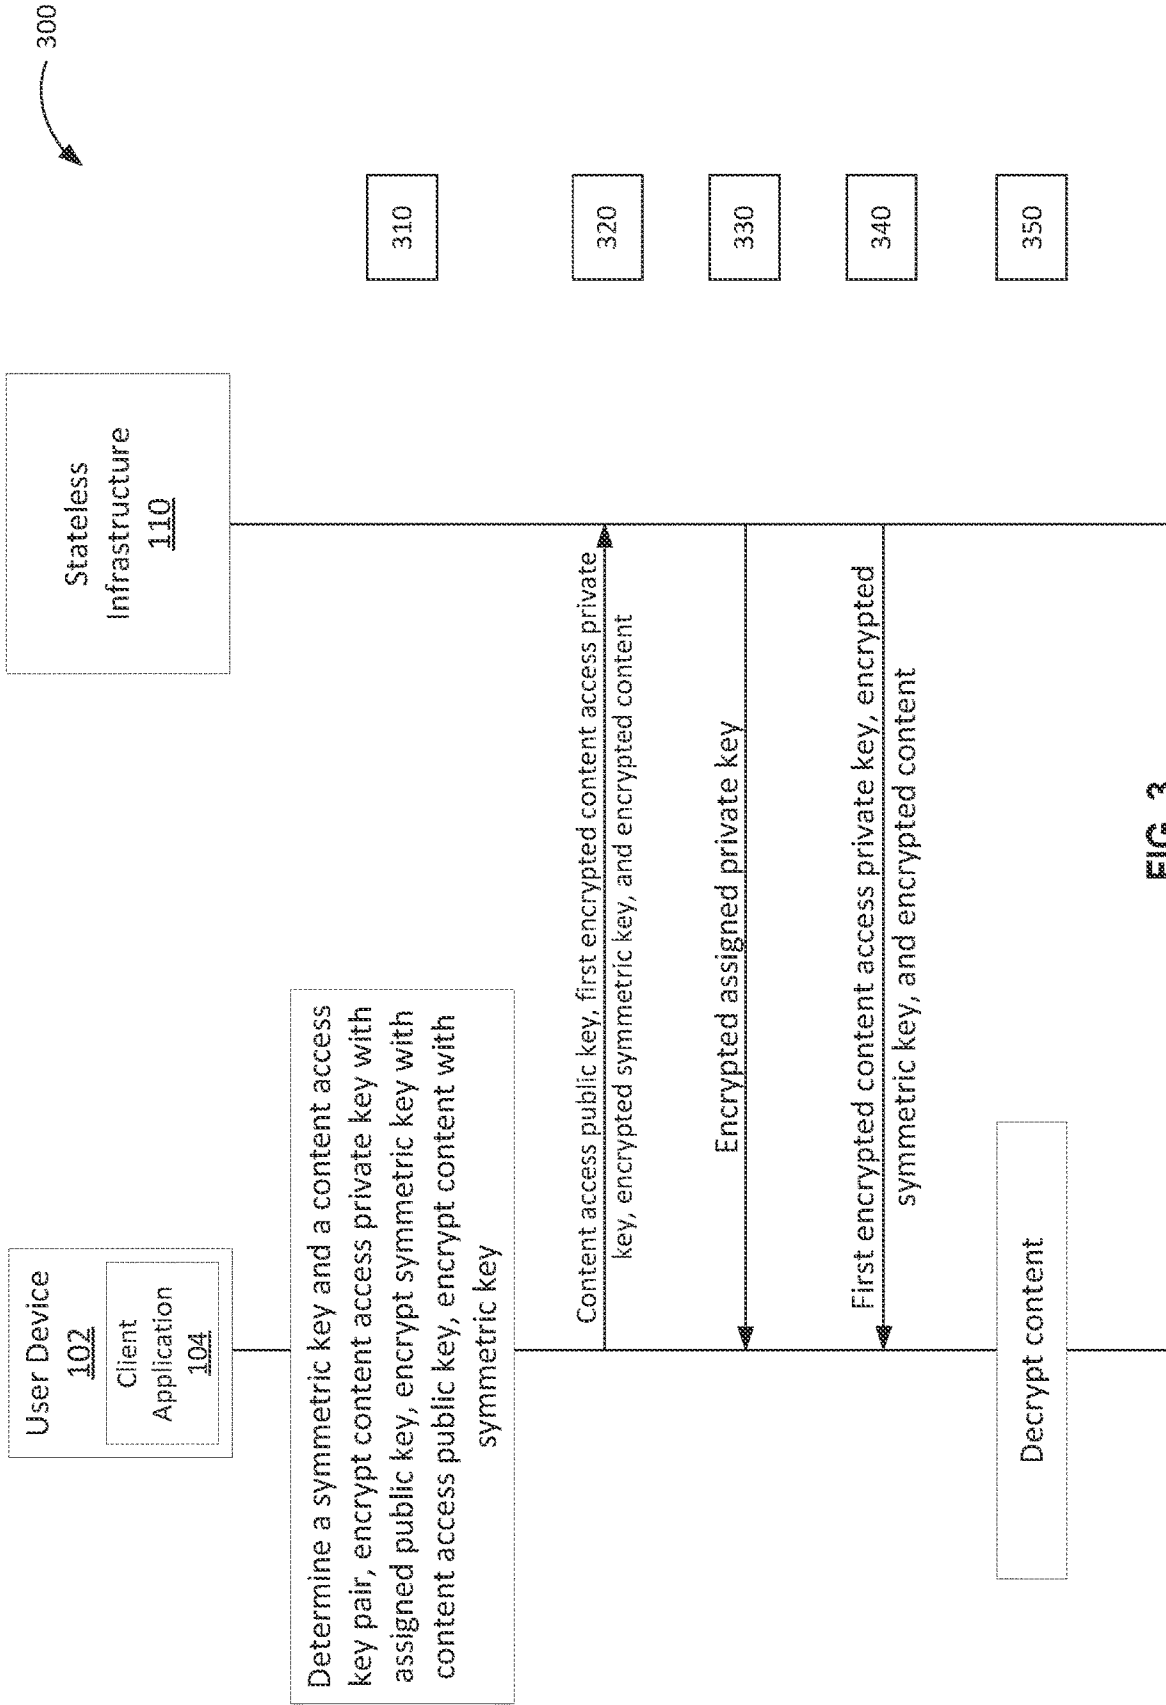 300
User Device
102
Client
Application
104
Stateless
Infrastructure
110
Determine a symmetric key and a content access
key pair, encrypt content access private key with
assigned public key, encrypt symmetric key with
content access public key, encrypt content with
symmetric key
310
Content access public key, first encrypted content access private
key, encrypted symmetric key, and encrypted content
320
Encrypted assigned private key
330
First encrypted content access private key, encrypted
symmetric key, and encrypted content
340
Decrypt content
350
FIG. 3